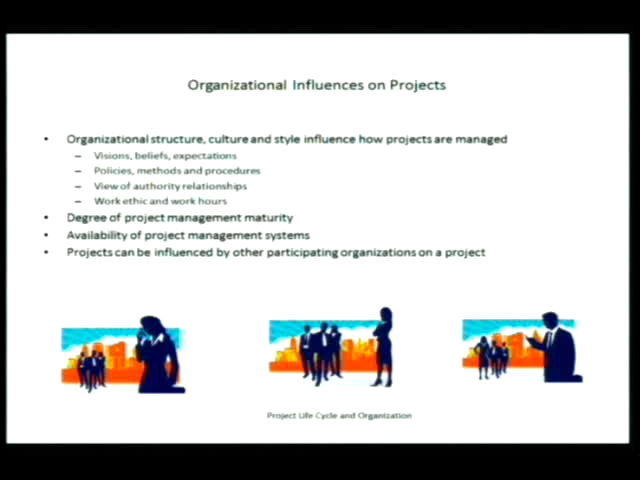 Organizational Influences on Projects
• Organizational structure, culture and style influence how projects are managed
– Visions, beliefs, expectations
– Policies, methods and procedures
– View of authority relationships
– Work ethic and work hours
• Degree of project management maturity
• Availability of project management systems
• Projects can be influenced by other participating organizations on a project
Project Life Cycle and Organization